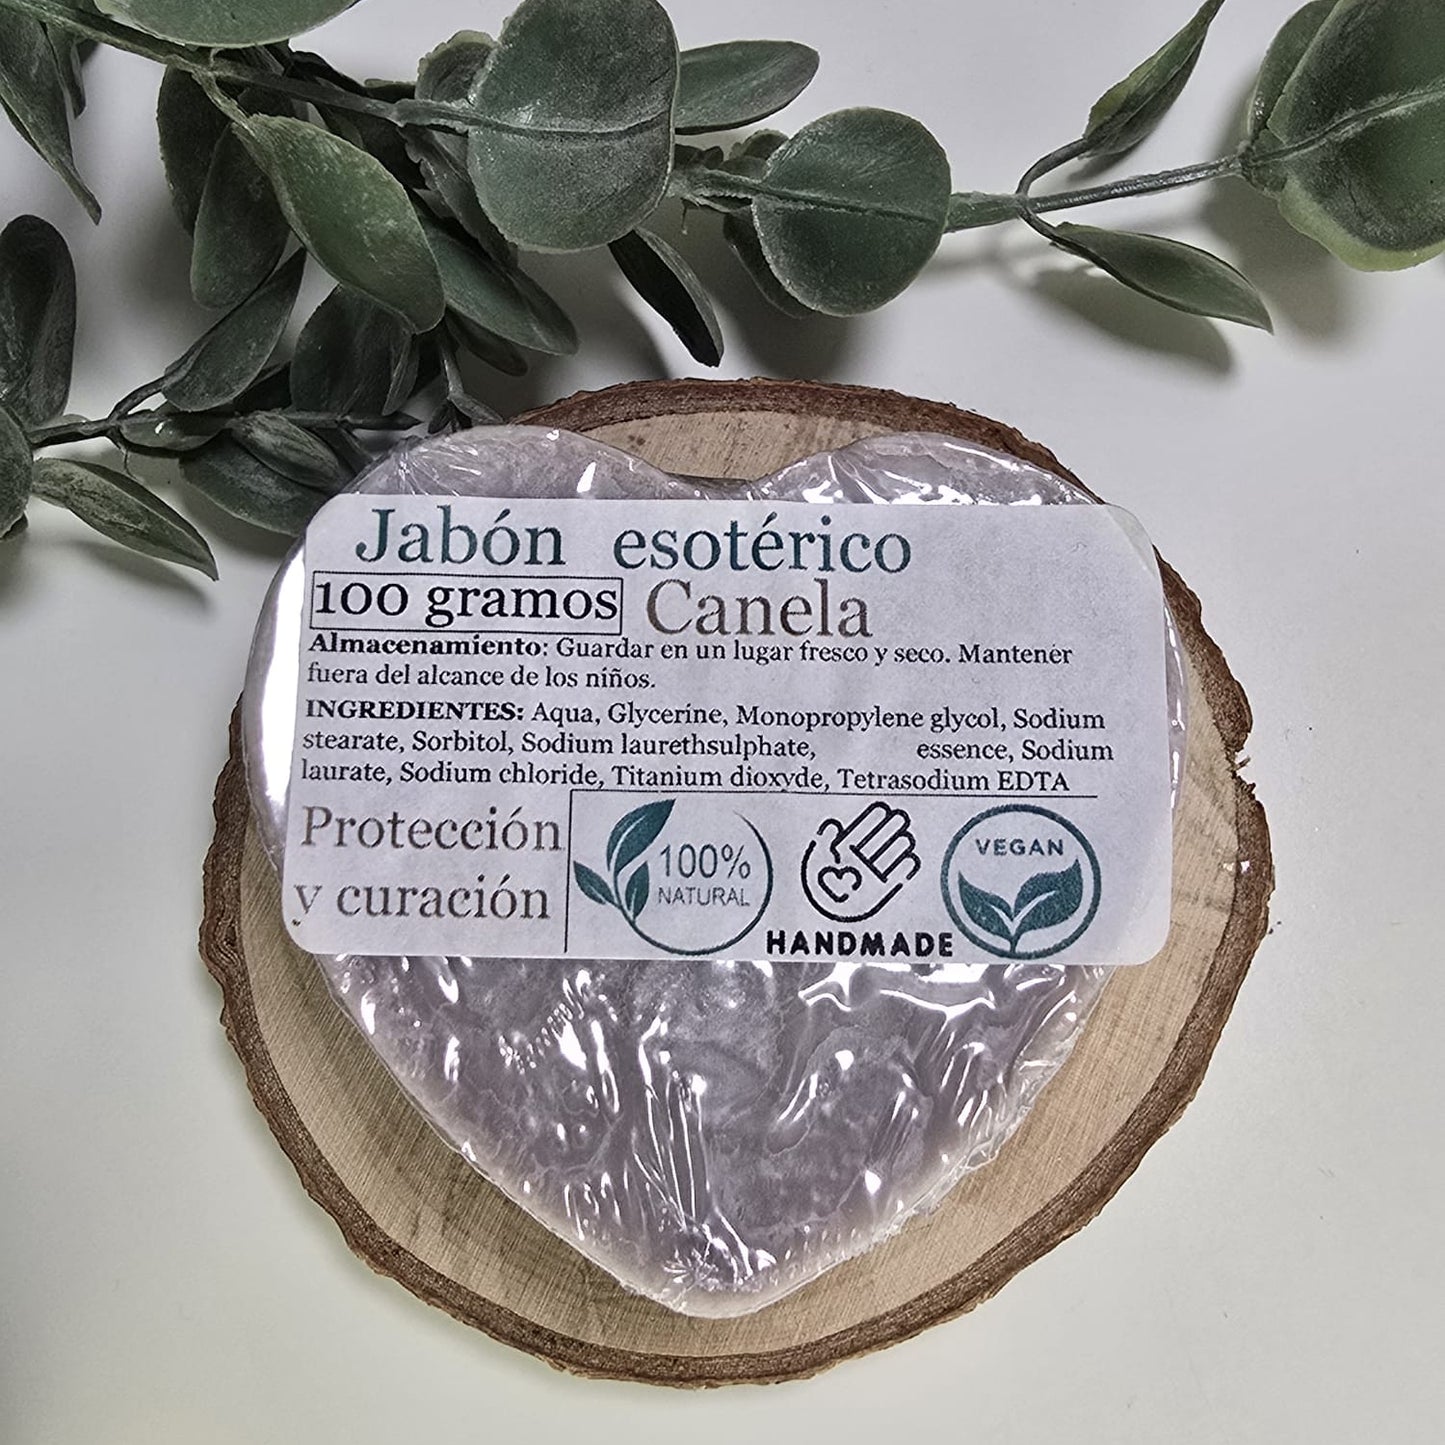 Jabón esotérico
100 gramos Canela
Almacenamiento: Guardar en un lugar fresco y seco. Mantener
fuera del alcance de los niños.
INGREDIENTES: Aqua, Glycerine, Monopropylene glycol, Sodium
stearate, Sorbitol, Sodium laurethsulphate, essence, Sodium
laurate, Sodium chloride, Titanium dioxyde, Tetrasodium EDTA
Protección
y curación
100%
NATURAL
HANDMADE
VEGAN